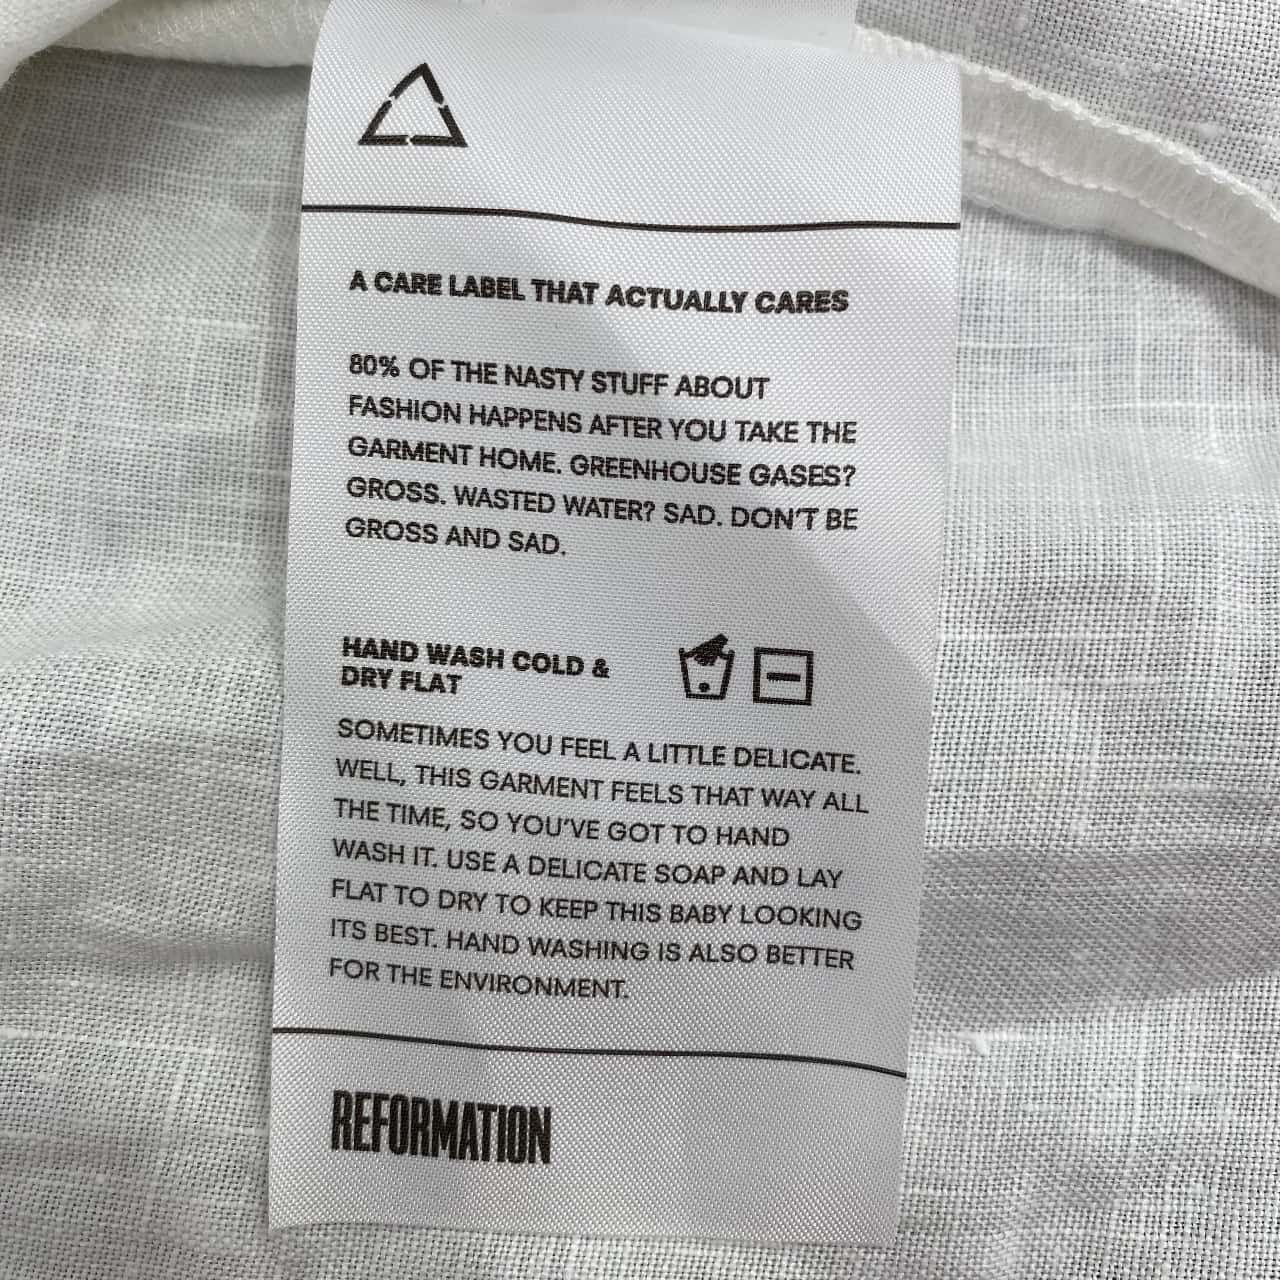 A CARE LABEL THAT ACTUALLY CARES
80% OF THE NASTY STUFF ABOUT
FASHION HAPPENS AFTER YOU TAKE THE
GARMENT HOME. GREENHOUSE GASES?
GROSS. WASTED WATER? SAD. DON'T BE
GROSS AND SAD.
HAND WASH COLD &
DRY FLAT
SOMETIMES YOU FEEL A LITTLE DELICATE.
WELL, THIS GARMENT FEELS THAT WAY ALL
THE TIME, SO YOU'VE GOT TO HAND
WASH IT. USE A DELICATE SOAP AND LAY
FLAT TO DRY TO KEEP THIS BABY LOOKING
ITS BEST. HAND WASHING IS ALSO BETTER
FOR THE ENVIRONMENT.
REFORMATION